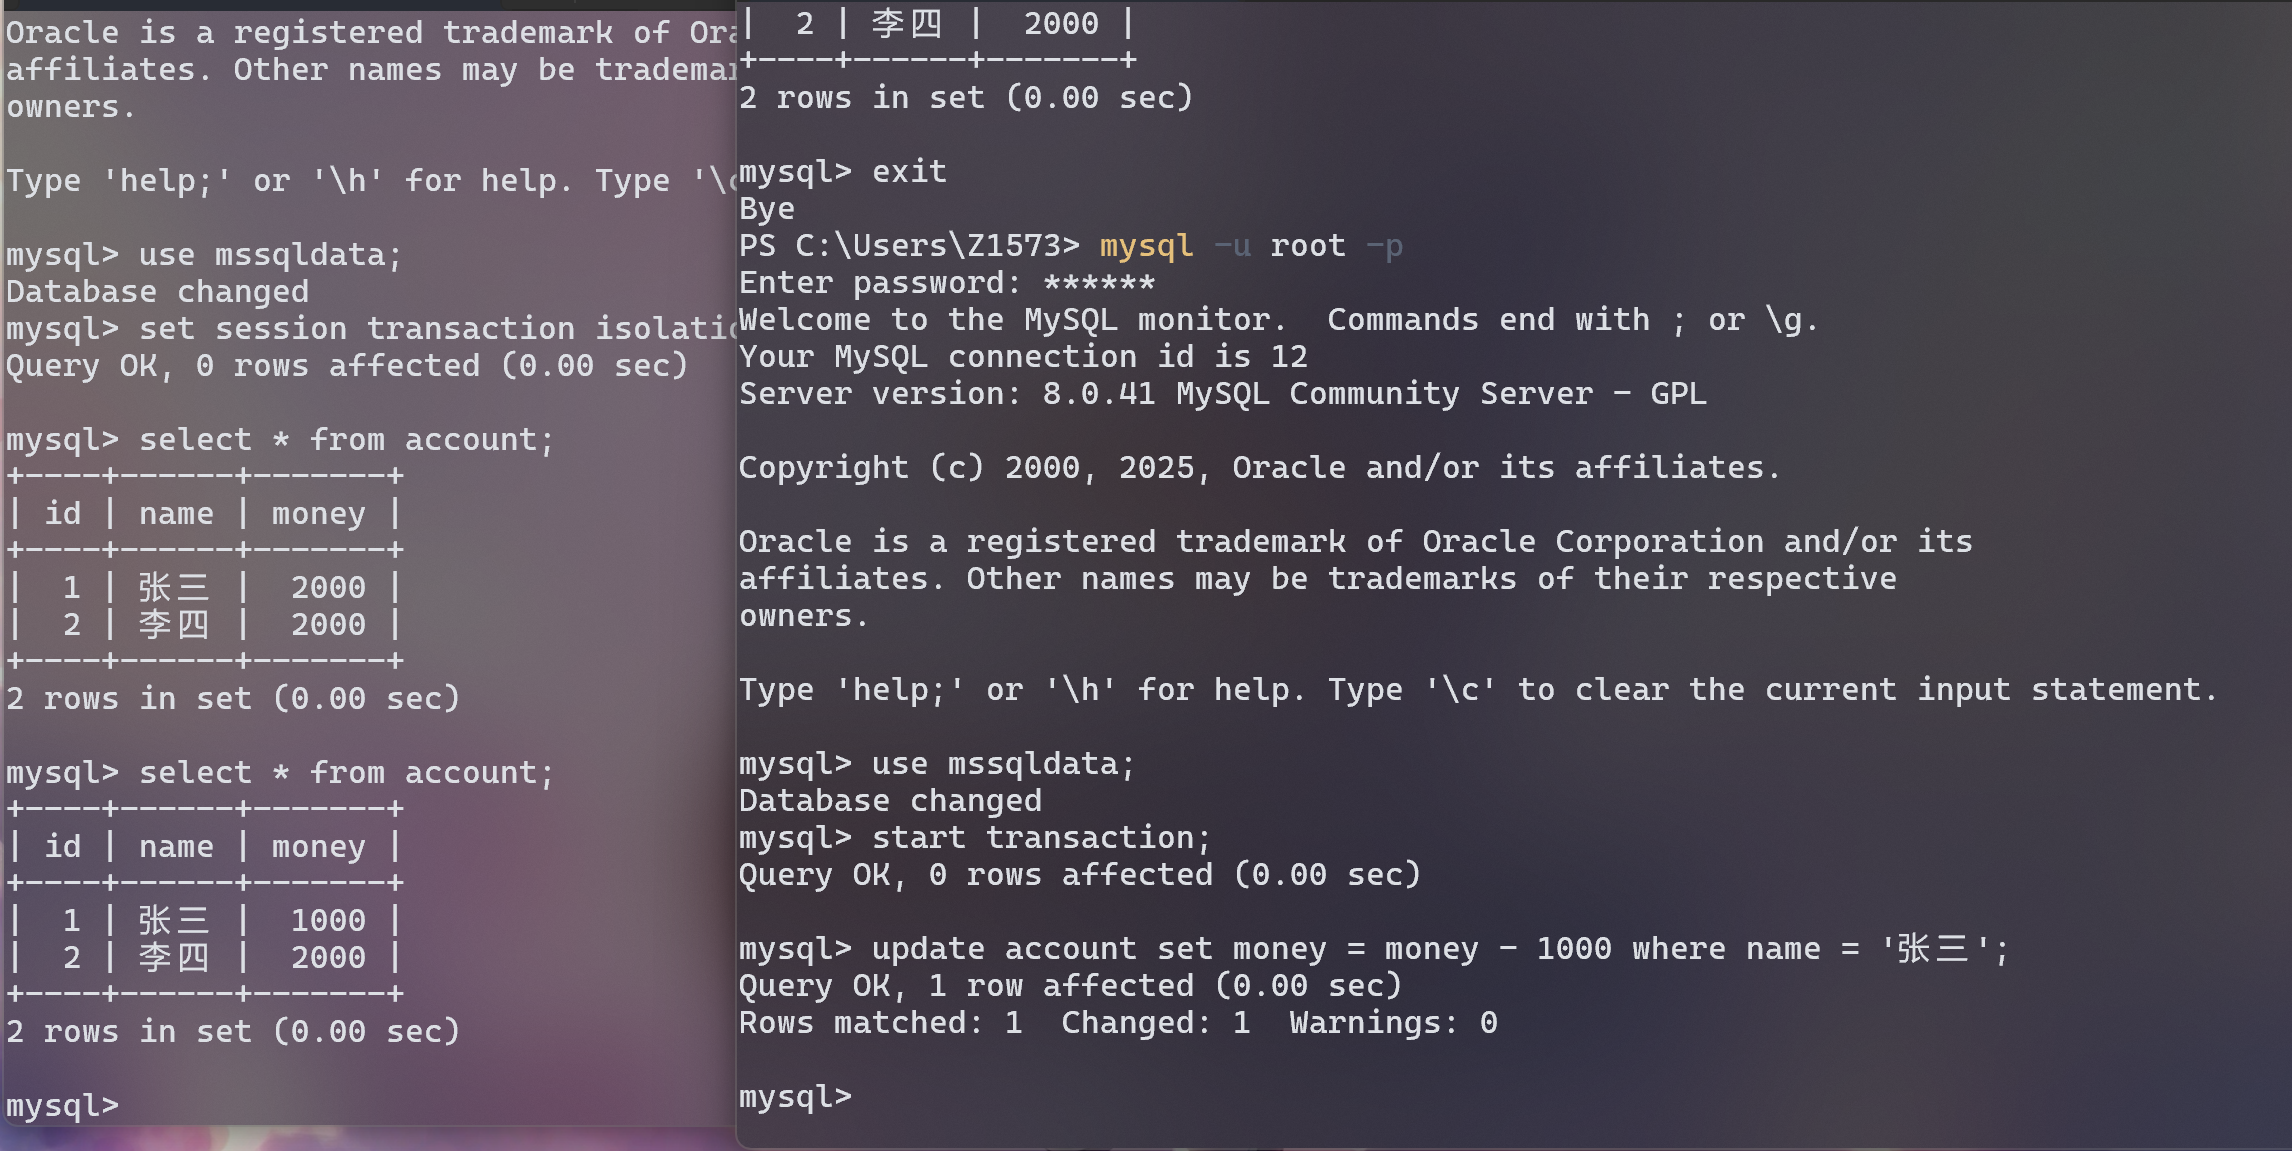 Oracle is a registered trademark of Ora
affiliates. Other names may be trademar
owners.
Type 'help;' or '\h' for help. Type '\c
mysql> use mssqldata;
Database changed
mysql> set session transaction isolatio
Query OK, 0 rows affected (0.00 sec)
mysql> select * from account;
+----+------+-------+
| id | name | money |
+----+------+-------+
|  1 | 张三 |  2000 |
|  2 | 李四 |  2000 |
+----+------+-------+
2 rows in set (0.00 sec)
mysql> select * from account;
+----+------+-------+
| id | name | money |
+----+------+-------+
|  1 | 张三 |  1000 |
|  2 | 李四 |  2000 |
+----+------+-------+
2 rows in set (0.00 sec)
mysql>
|  2 | 李四 |  2000 |
+----+------+-------+
2 rows in set (0.00 sec)
mysql> exit
Bye
PS C:\Users\Z1573> mysql -u root -p
Enter password: ******
Welcome to the MySQL monitor.  Commands end with ; or \g.
Your MySQL connection id is 12
Server version: 8.0.41 MySQL Community Server - GPL
Copyright (c) 2000, 2025, Oracle and/or its affiliates.
Oracle is a registered trademark of Oracle Corporation and/or its
affiliates. Other names may be trademarks of their respective
owners.
Type 'help;' or '\h' for help. Type '\c' to clear the current input statement.
mysql> use mssqldata;
Database changed
mysql> start transaction;
Query OK, 0 rows affected (0.00 sec)
mysql> update account set money = money - 1000 where name = '张三';
Query OK, 1 row affected (0.00 sec)
Rows matched: 1  Changed: 1  Warnings: 0
mysql>